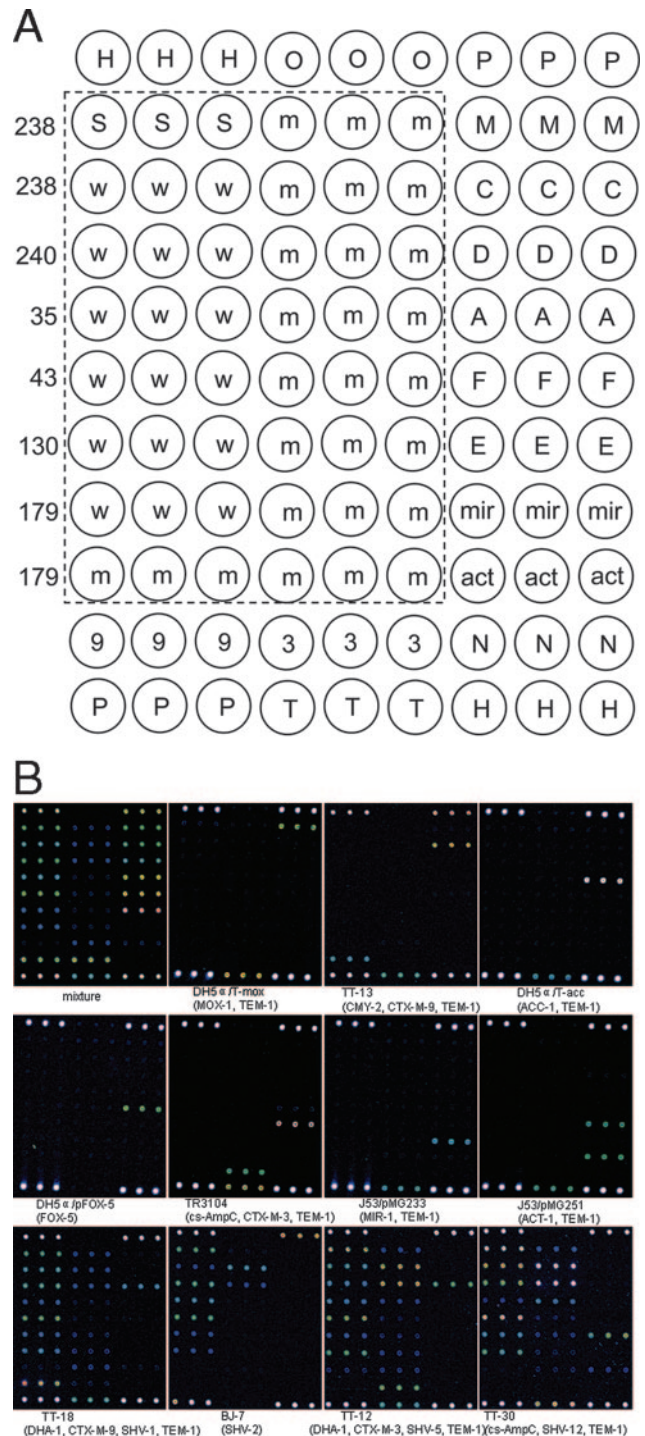 A
H H H O O O P P P
238 S S S m m m M M M
238 w w w m m m C C C
240 w w w m m m D D D
35 w w w m m m A A A
43 w w w m m m F F F
130 w w w m m m E E E
179 w w w m m m mir mir mir
179 m m m m m m act act act
9 9 9 3 3 3 N N N
P P P T T T H H H
B
mixture
DH5α/T-mox
(MOX-1, TEM-1)
TT-13
(CMY-2, CTX-M-9, TEM-1)
DH5α/T-acc
(ACC-1, TEM-1)
DH5α/pFOX-5
(FOX-5)
TR3104
(cs-AmpC, CTX-M-3, TEM-1)
J53/pMG233
(MIR-1, TEM-1)
J53/pMG251
(ACT-1, TEM-1)
TT-18
(DHA-1, CTX-M-9, SHV-1, TEM-1)
BJ-7
(SHV-2)
TT-12
(DHA-1, CTX-M-3, SHV-5, TEM-1)
TT-30
(cs-AmpC, SHV-12, TEM-1)